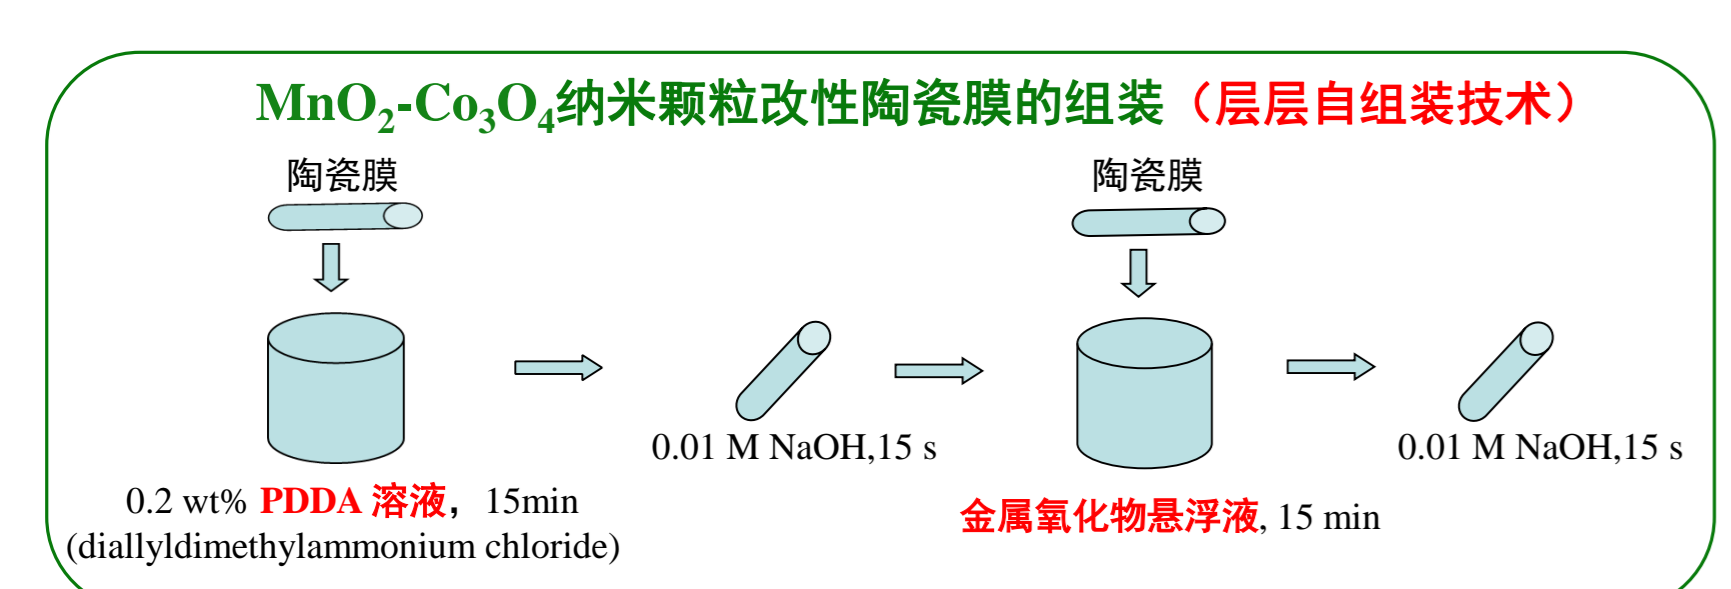 MnO₂-Co₃O₄纳米颗粒改性陶瓷膜的组装（层层自组装技术）
陶瓷膜
陶瓷膜
0.01 M NaOH,15 s
0.01 M NaOH,15 s
0.2 wt% PDDA 溶液，15min
(diallyldimethylammonium chloride)
金属氧化物悬浮液, 15 min